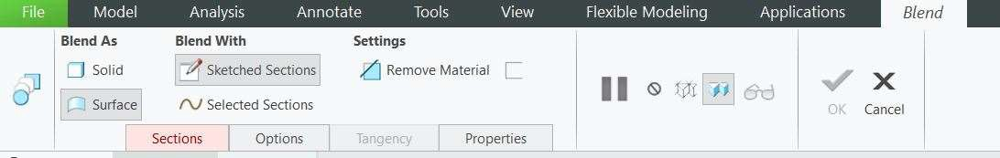 File Model Analysis Annotate Tools View Flexible Modeling Applications Blend
Blend As Blend With Settings
Solid Sketched Sections Remove Material
Surface Selected Sections
OK Cancel
Sections Options Tangency Properties